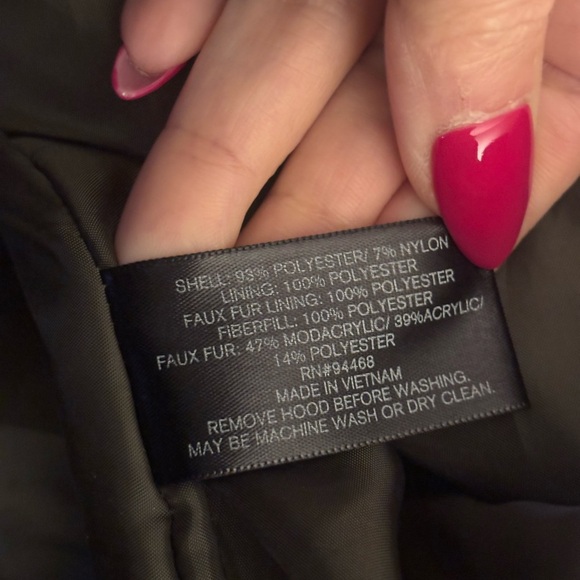 SHELL: 93% POLYESTER/ 7% NYLON
LINING: 100% POLYESTER
FAUX FUR LINING: 100% POLYESTER
FIBERFILL: 100% POLYESTER
FAUX FUR: 47% MODACRYLIC/ 39%ACRYLIC/
14% POLYESTER
RN#94468
MADE IN VIETNAM
REMOVE HOOD BEFORE WASHING.
MAY BE MACHINE WASH OR DRY CLEAN.